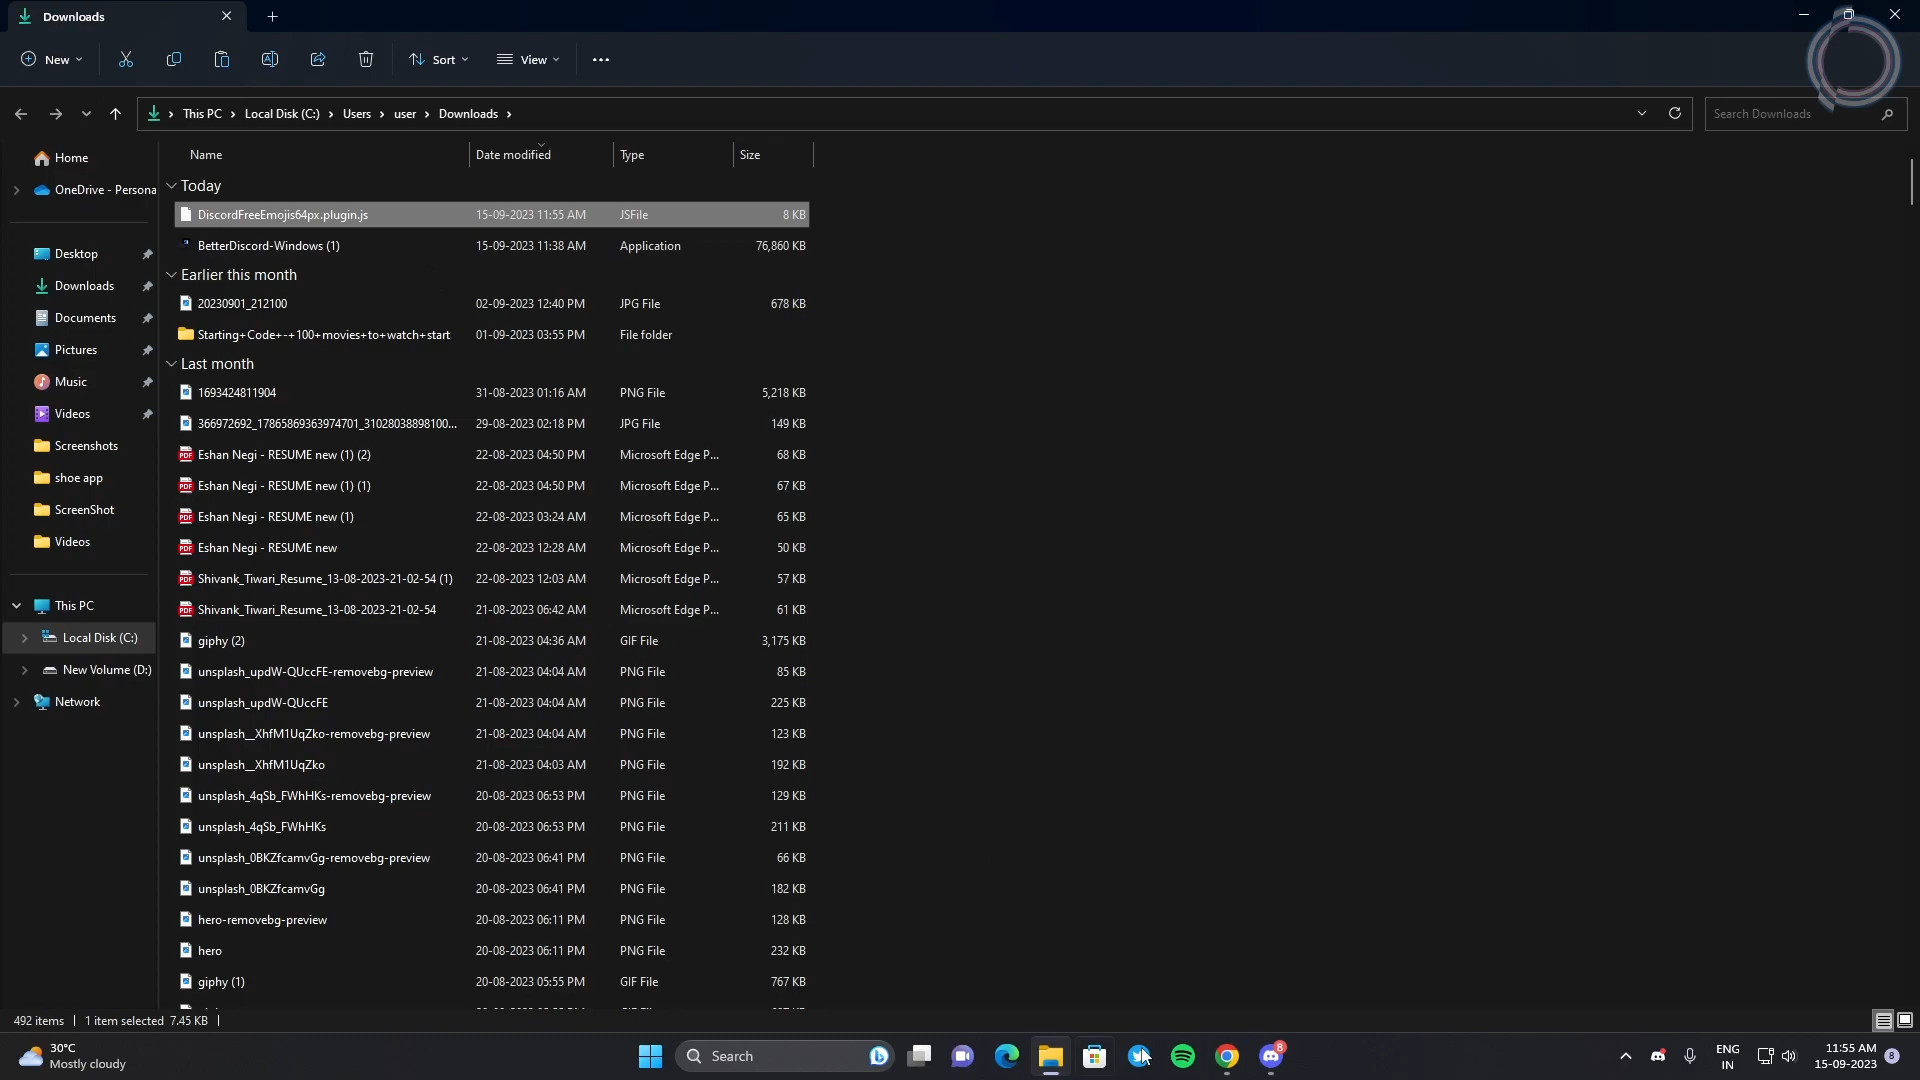 Downloads
New
Sort
View
This PC > Local Disk (C:) > Users > user > Downloads >
Search Downloads
Home
OneDrive - Persona
Desktop
Downloads
Documents
Pictures
Music
Videos
Screenshots
shoe app
ScreenShot
Videos
This PC
Local Disk (C:)
New Volume (D:)
Network
Name Date modified Type Size
Today
DiscordFreeEmojis64px.plugin.js 15-09-2023 11:55 AM JSFile 8 KB
BetterDiscord-Windows (1) 15-09-2023 11:38 AM Application 76,860 KB
Earlier this month
20230901_212100 02-09-2023 12:40 PM JPG File 678 KB
Starting+Code+-+100+movies+to+watch+start 01-09-2023 03:55 PM File folder
Last month
1693424811904 31-08-2023 01:16 AM PNG File 5,218 KB
366972692_17865869363974701_31028038898100... 29-08-2023 02:18 PM JPG File 149 KB
Eshan Negi - RESUME new (1) (2) 22-08-2023 04:50 PM Microsoft Edge P... 68 KB
Eshan Negi - RESUME new (1) (1) 22-08-2023 04:50 PM Microsoft Edge P... 67 KB
Eshan Negi - RESUME new (1) 22-08-2023 03:24 AM Microsoft Edge P... 65 KB
Eshan Negi - RESUME new 22-08-2023 12:28 AM Microsoft Edge P... 50 KB
Shivank_Tiwari_Resume_13-08-2023-21-02-54 (1) 22-08-2023 12:03 AM Microsoft Edge P... 57 KB
Shivank_Tiwari_Resume_13-08-2023-21-02-54 21-08-2023 06:42 AM Microsoft Edge P... 61 KB
giphy (2) 21-08-2023 04:36 AM GIF File 3,175 KB
unsplash_updW-QUccFE-removebg-preview 21-08-2023 04:04 AM PNG File 85 KB
unsplash_updW-QUccFE 21-08-2023 04:04 AM PNG File 225 KB
unsplash__XhfM1UqZko-removebg-preview 21-08-2023 04:04 AM PNG File 123 KB
unsplash__XhfM1UqZko 21-08-2023 04:03 AM PNG File 192 KB
unsplash_4qSb_FWhHKs-removebg-preview 20-08-2023 06:53 PM PNG File 129 KB
unsplash_4qSb_FWhHKs 20-08-2023 06:53 PM PNG File 211 KB
unsplash_0BKZfcamvGg-removebg-preview 20-08-2023 06:41 PM PNG File 66 KB
unsplash_0BKZfcamvGg 20-08-2023 06:41 PM PNG File 182 KB
hero-removebg-preview 20-08-2023 06:11 PM PNG File 128 KB
hero 20-08-2023 06:11 PM PNG File 232 KB
giphy (1) 20-08-2023 05:55 PM GIF File 767 KB
492 items | 1 item selected 7.45 KB |
30°C
Mostly cloudy
Search
8
ENG
IN
11:55 AM
15-09-2023
8